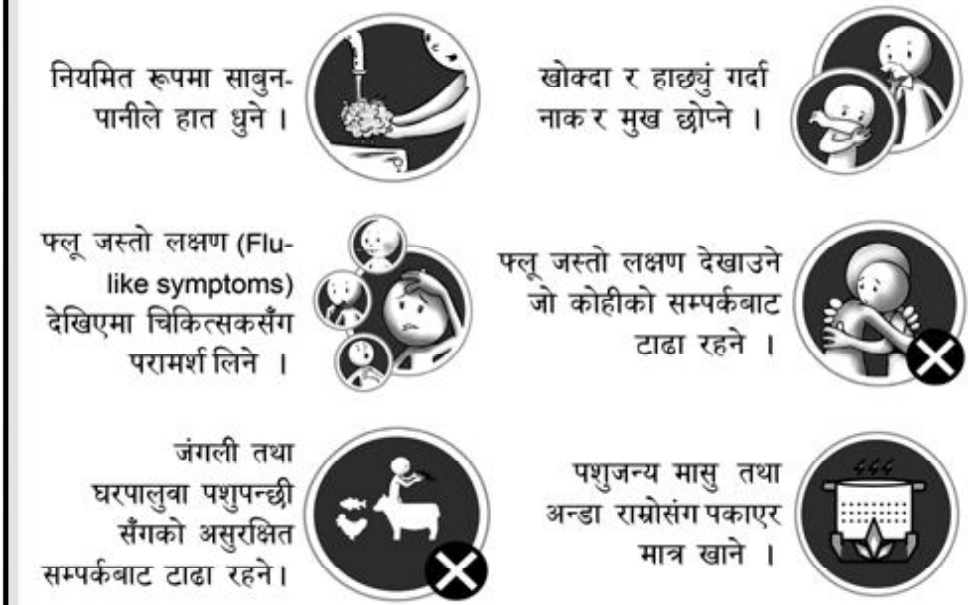 नियमित रूपमा साबुन-
पानीले हात धुने ।
खोक्दा र हाछ्युं गर्दा
नाक र मुख छोप्ने ।
फ्लू जस्तो लक्षण (Flu-
like symptoms)
देखिएमा चिकित्सकसँग
परामर्श लिने ।
फ्लू जस्तो लक्षण देखाउने
जो कोहीको सम्पर्कबाट
टाढा रहने ।
जंगली तथा
घरपालुवा पशुपन्छी
सँगको असुरक्षित
सम्पर्कबाट टाढा रहने।
पशुजन्य मासु तथा
अन्डा राम्रोसंग पकाएर
मात्र खाने ।